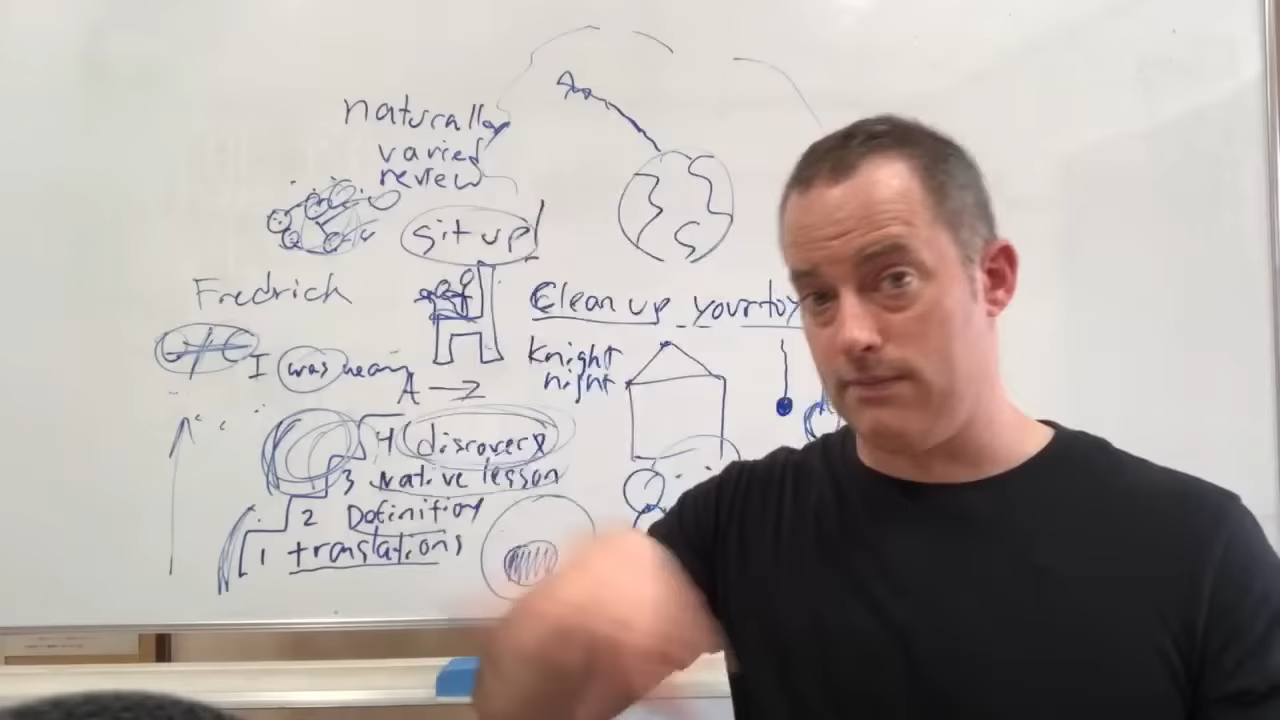 naturally
varied
review
sit up!
Fredrich
Clean up your toy
I was
Knight
night
A → Z
4 discovery
3 Native lesson
2 Definition
1 translations